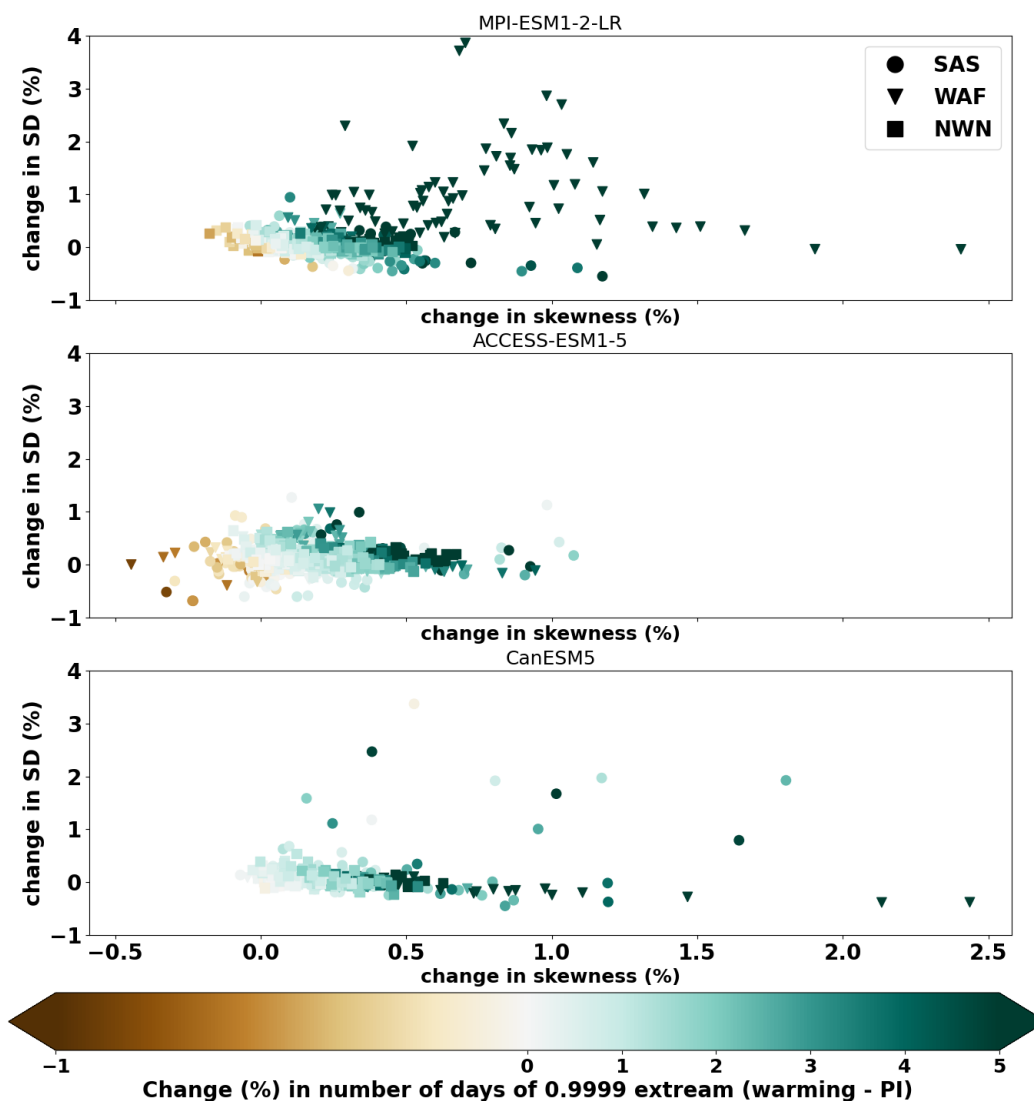 MPI-ESM1-2-LR
4
3
2
1
0
−1
change in SD (%)
SAS
WAF
NWN
change in skewness (%)
ACCESS-ESM1-5
4
3
2
1
0
−1
change in SD (%)
change in skewness (%)
CanESM5
4
3
2
1
0
−1
change in SD (%)
−0.5 0.0 0.5 1.0 1.5 2.0 2.5
change in skewness (%)
−1 0 1 2 3 4 5
Change (%) in number of days of 0.9999 extream (warming - PI)